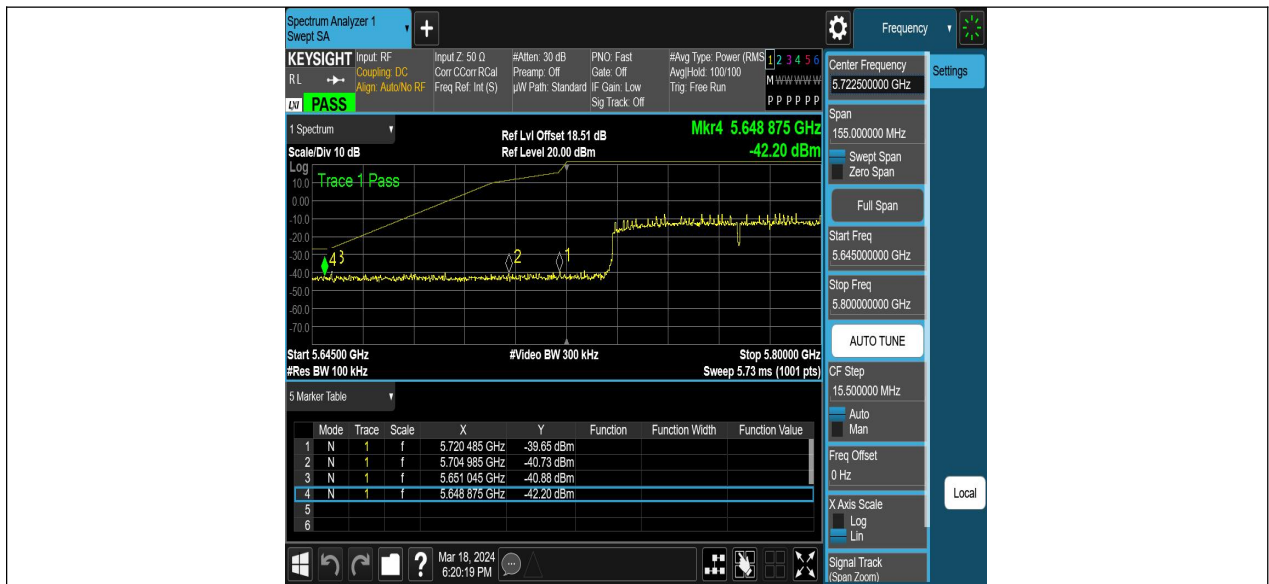 Spectrum Analyzer 1
Swept SA
+
Frequency
KEYSIGHT
RL
LXI
PASS
Input: RF
Coupling: DC
Align: Auto/No RF
Input Z: 50 Ω
Corr CCorr RCal
Freq Ref: Int (S)
#Atten: 30 dB
Preamp: Off
µW Path: Standard
PNO: Fast
Gate: Off
IF Gain: Low
Sig Track: Off
#Avg Type: Power (RMS
Avg|Hold: 100/100
Trig: Free Run
1 2 3 4 5 6
M W W W W W
P P P P P P
1 Spectrum
Ref Lvl Offset 18.51 dB
Mkr4 5.648 875 GHz
Scale/Div 10 dB
Ref Level 20.00 dBm
-42.20 dBm
Log
Trace 1 Pass
10.0
0.00
-10.0
-20.0
-30.0
-40.0
-50.0
-60.0
-70.0
4
3
2
1
Start 5.64500 GHz
#Video BW 300 kHz
Stop 5.80000 GHz
#Res BW 100 kHz
Sweep 5.73 ms (1001 pts)
5 Marker Table
Mode Trace Scale X Y Function Function Width Function Value
1 N 1 f 5.720 485 GHz -39.65 dBm
2 N 1 f 5.704 985 GHz -40.73 dBm
3 N 1 f 5.651 045 GHz -40.88 dBm
4 N 1 f 5.648 875 GHz -42.20 dBm
5
6
?
Mar 18, 2024
6:20:19 PM
Center Frequency
5.722500000 GHz
Span
155.000000 MHz
Swept Span
Zero Span
Full Span
Start Freq
5.645000000 GHz
Stop Freq
5.800000000 GHz
AUTO TUNE
CF Step
15.500000 MHz
Auto
Man
Freq Offset
0 Hz
X Axis Scale
Log
Lin
Signal Track
(Span Zoom)
Settings
Local